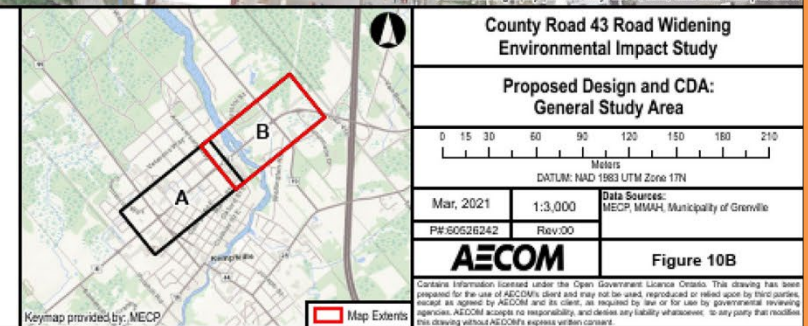 A
B
Kemptville
43
44
Keymap provided by: MECP
Map Extents
County Road 43 Road Widening
Environmental Impact Study
Proposed Design and CDA:
General Study Area
0 15 30 60 90 120 150 180 210
Meters
DATUM: NAD 1983 UTM Zone 17N
Mar, 2021
1:3,000
Data Sources:
MECP, MMAH, Municipality of Grenville
P#:60526242
Rev:00
AECOM
Figure 10B
Contains Information licensed under the Open Government Licence Ontario. This drawing has been
prepared for the use of AECOM's client and may not be used, reproduced or relied upon by third parties,
except as agreed by AECOM and its client, as required by law or for use by governmental reviewing
agencies. AECOM accepts no responsibility, and denies any liability whatsoever, to any party that modifies
this drawing without AECOM's express written consent.